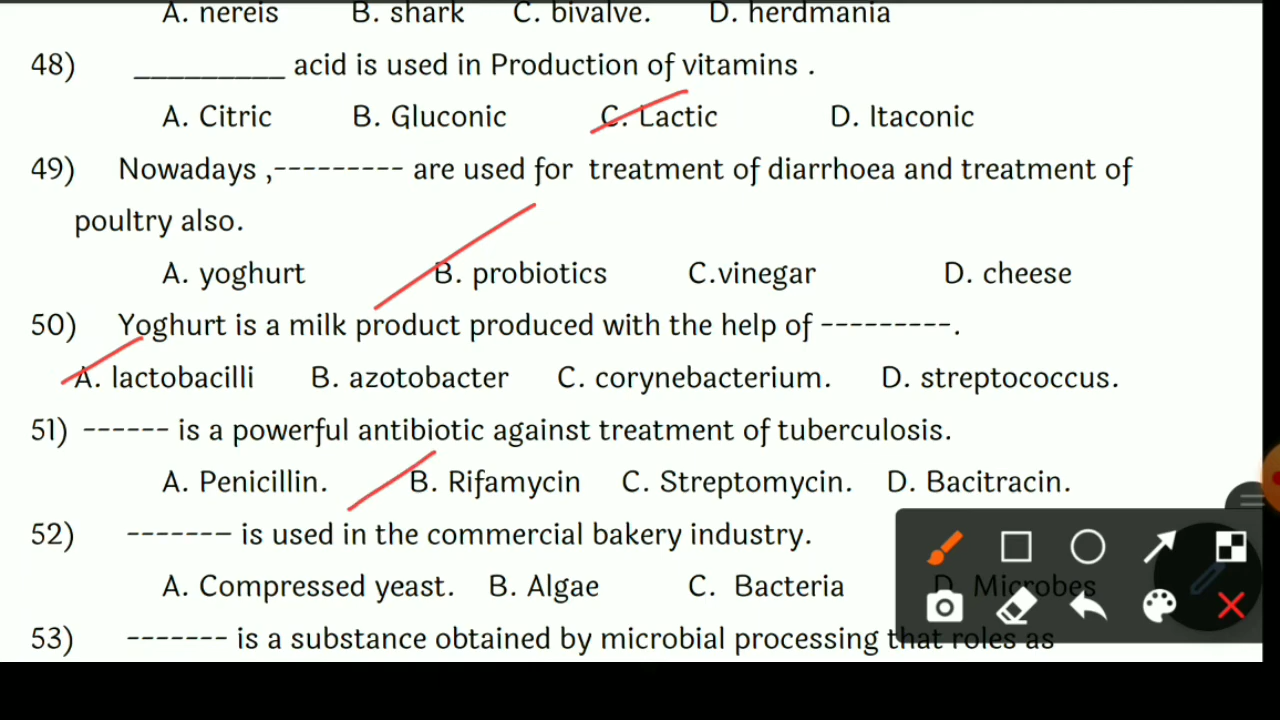 A. nereis B. shark C. bivalve. D. herdmania
48) _________ acid is used in Production of vitamins .
A. Citric B. Gluconic C. Lactic D. Itaconic
49) Nowadays ,--------- are used for treatment of diarrhoea and treatment of
poultry also.
A. yoghurt B. probiotics C.vinegar D. cheese
50) Yoghurt is a milk product produced with the help of ---------.
A. lactobacilli B. azotobacter C. corynebacterium. D. streptococcus.
51) ------ is a powerful antibiotic against treatment of tuberculosis.
A. Penicillin. B. Rifamycin C. Streptomycin. D. Bacitracin.
52) ------- is used in the commercial bakery industry.
A. Compressed yeast. B. Algae C. Bacteria D. Microbes
53) ------- is a substance obtained by microbial processing that roles as